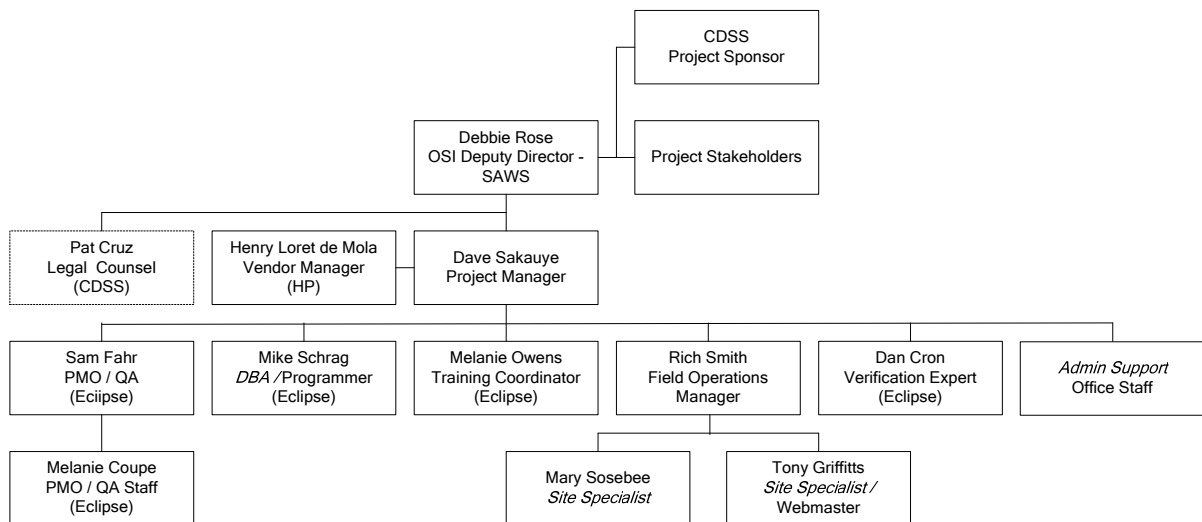 CDSS
Project Sponsor
Debbie Rose
OSI Deputy Director -
SAWS
Project Stakeholders
Pat Cruz
Legal Counsel
(CDSS)
Henry Loret de Mola
Vendor Manager
(HP)
Dave Sakauye
Project Manager
Sam Fahr
PMO / QA
(Eciipse)
Mike Schrag
DBA / Programmer
(Eclipse)
Melanie Owens
Training Coordinator
(Eclipse)
Rich Smith
Field Operations
Manager
Dan Cron
Verification Expert
(Eclipse)
Admin Support
Office Staff
Melanie Coupe
PMO / QA Staff
(Eclipse)
Mary Sosebee
Site Specialist
Tony Griffitts
Site Specialist /
Webmaster